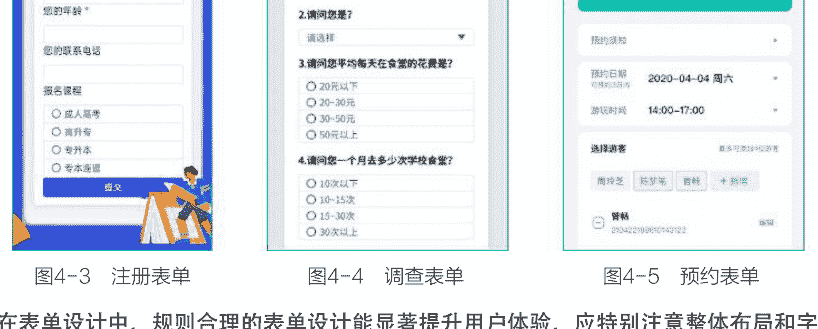 您的年龄 *
您的联系电话
报名课程
成人高考
高升专
专升本
专本连读
提交
2.请问您是?
请选择
3.请问您平均每天在食堂的花费是?
20元以下
20-30元
30-50元
50元以上
4.请问您一个月去多少次学校食堂?
10次以下
10-15次
15-30次
30次以上
预约须知
预约日期
2020-04-04 周六
游玩时间
14:00-17:00
选择游客
管畅
+ 新增
管畅
编辑
图4-3 注册表单
图4-4 调查表单
图4-5 预约表单
在表单设计中，规则合理的表单设计能显著提升用户体验，应特别注意整体布局和字